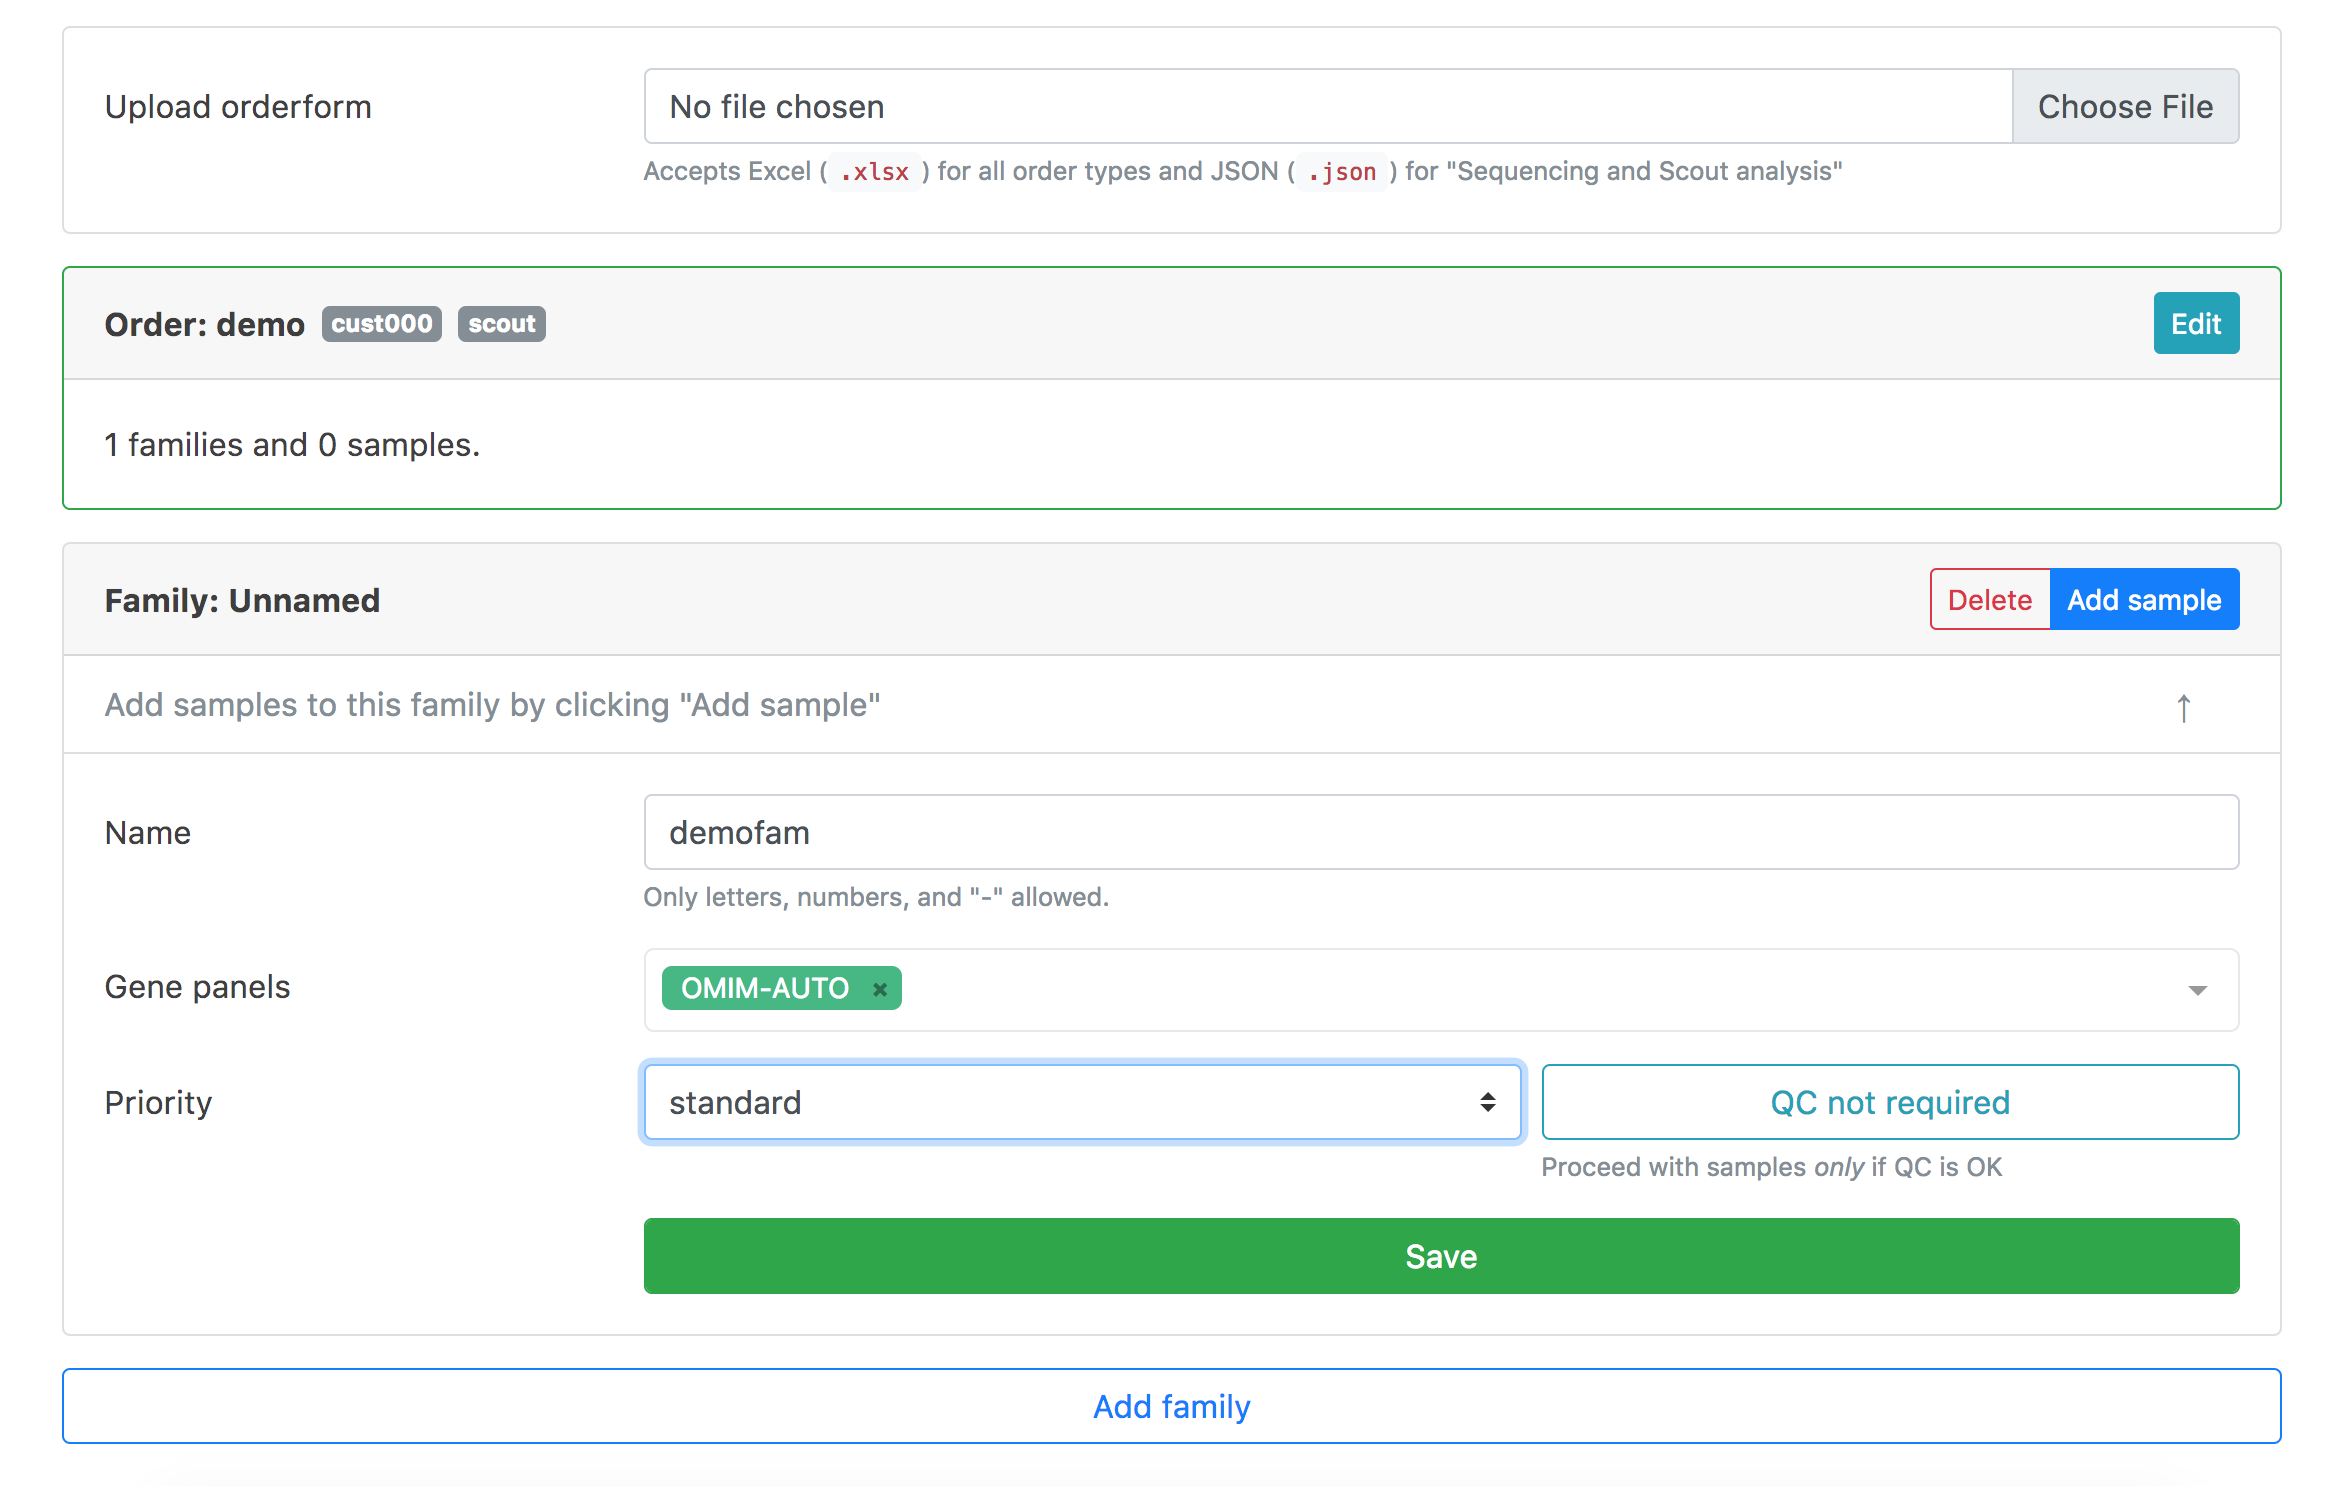 Upload orderform
No file chosen
Choose File
Accepts Excel ( .xlsx ) for all order types and JSON ( .json ) for "Sequencing and Scout analysis"
Order: demo cust000 scout
Edit
1 families and 0 samples.
Family: Unnamed
Delete
Add sample
Add samples to this family by clicking "Add sample" ↑
Name
demofam
Only letters, numbers, and "-" allowed.
Gene panels
OMIM-AUTO ×
Priority
standard
QC not required
Proceed with samples only if QC is OK
Save
Add family